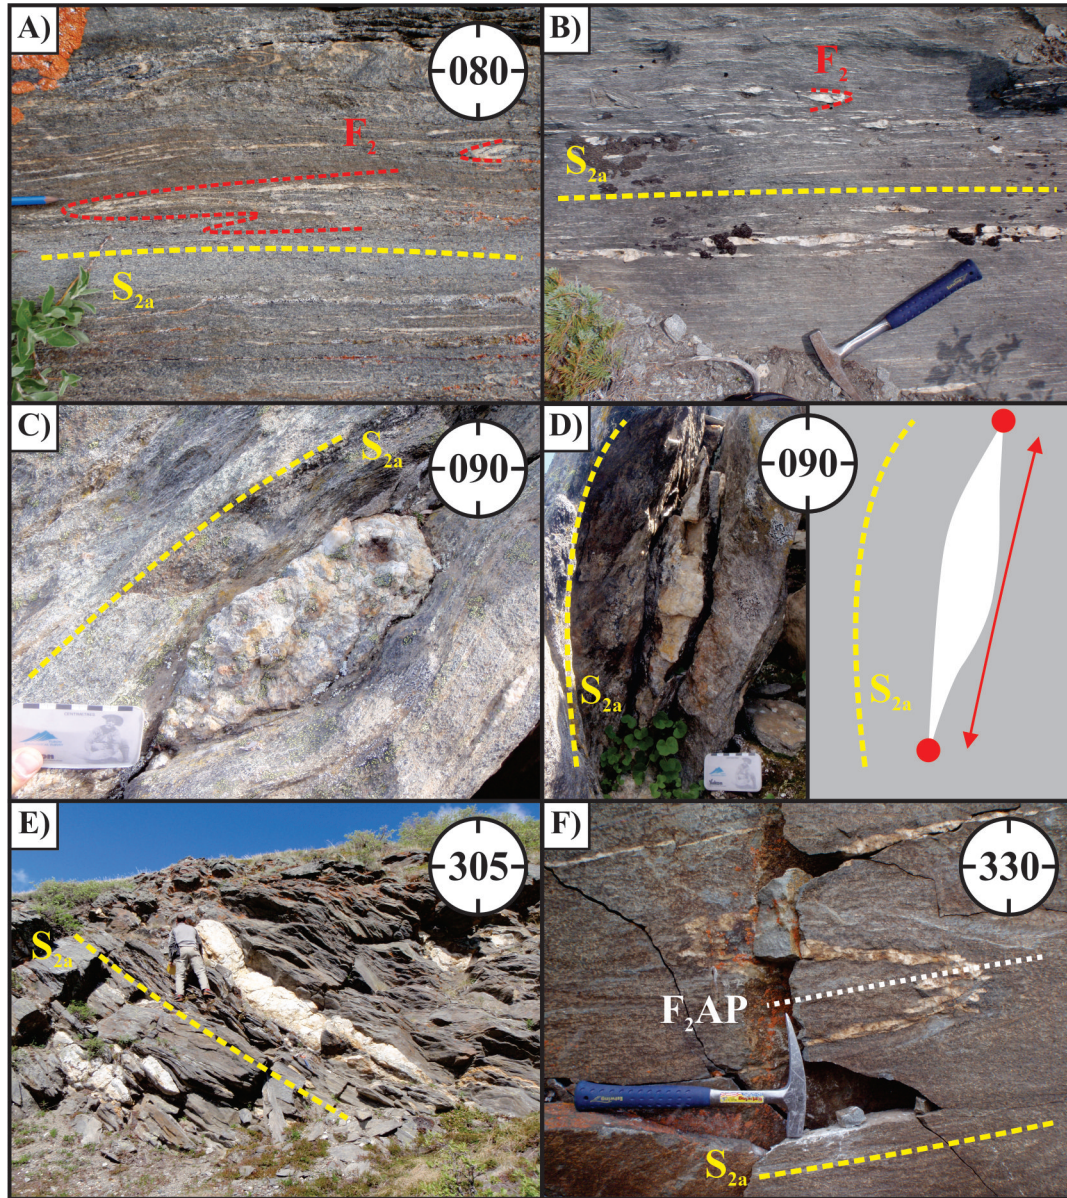 A)
-080-
F2
S2a
B)
F2
S2a
C)
S2a
-090-
D)
-090-
S2a
S2a
E)
-305-
S2a
F)
-330-
F2AP
S2a